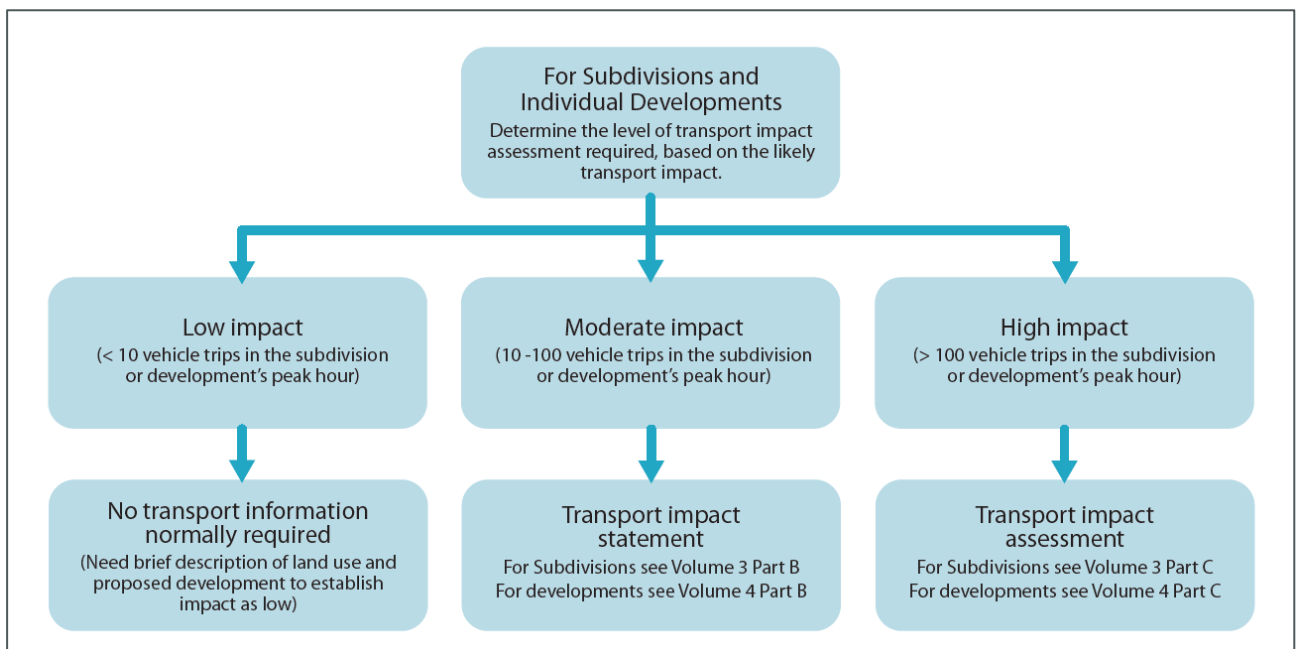 For Subdivisions and
Individual Developments
Determine the level of transport impact
assessment required, based on the likely
transport impact.
Low impact
(< 10 vehicle trips in the subdivision
or development's peak hour)
Moderate impact
(10 -100 vehicle trips in the subdivision
or development's peak hour)
High impact
(> 100 vehicle trips in the subdivision
or development's peak hour)
No transport information
normally required
(Need brief description of land use and
proposed development to establish
impact as low)
Transport impact
statement
For Subdivisions see Volume 3 Part B
For developments see Volume 4 Part B
Transport impact
assessment
For Subdivisions see Volume 3 Part C
For developments see Volume 4 Part C